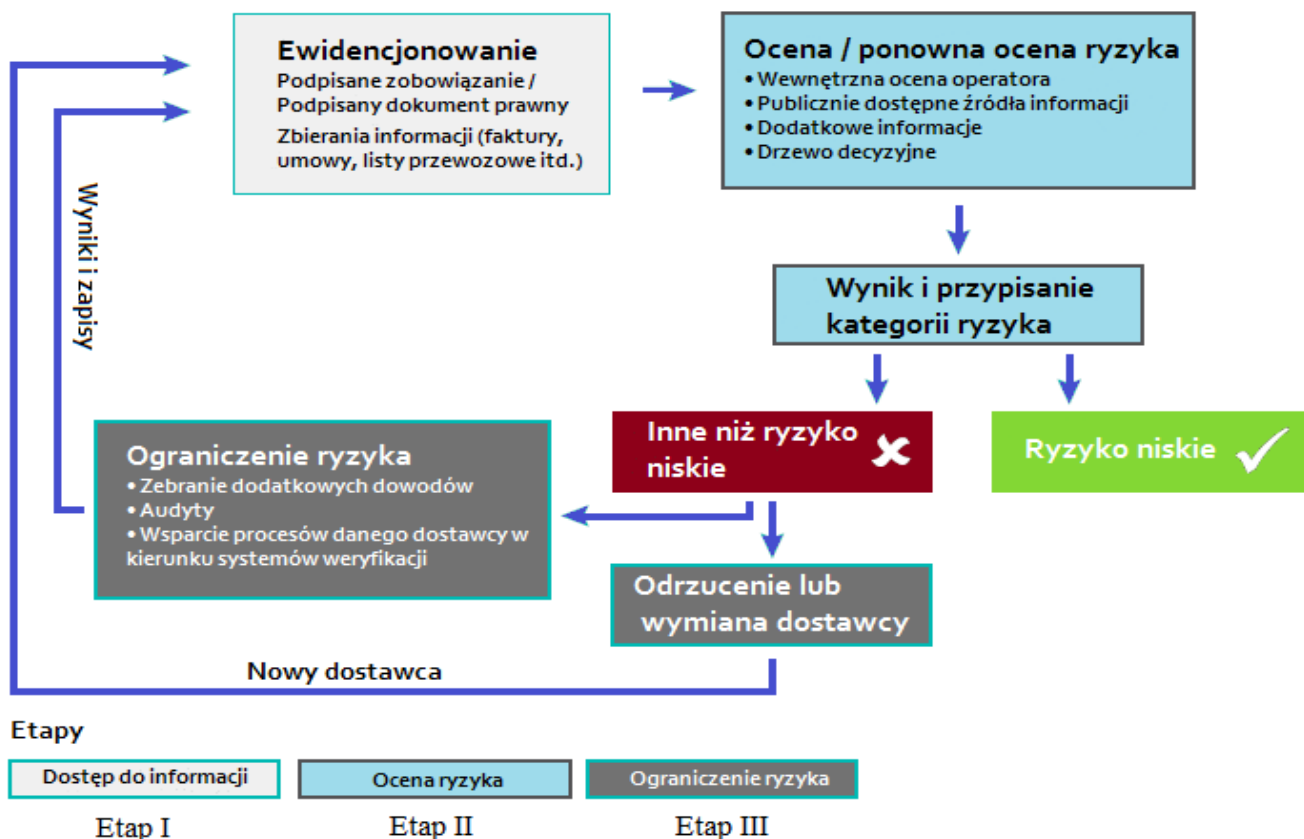 Ewidencjonowanie
Podpisane zobowiązanie /
Podpisany dokument prawny
Zbierania informacji (faktury,
umowy, listy przewozowe itd.)
Ocena / ponowna ocena ryzyka
• Wewnętrzna ocena operatora
• Publicznie dostępne źródła informacji
• Dodatkowe informacje
• Drzewo decyzyjne
Wyniki i zapisy
Wynik i przypisanie
kategorii ryzyka
Inne niż ryzyko
niskie
Ryzyko niskie
Ograniczenie ryzyka
• Zebranie dodatkowych dowodów
• Audyty
• Wsparcie procesów danego dostawcy w
kierunku systemów weryfikacji
Odrzucenie lub
wymiana dostawcy
Nowy dostawca
Etapy
Dostęp do informacji
Ocena ryzyka
Ograniczenie ryzyka
Etap I
Etap II
Etap III